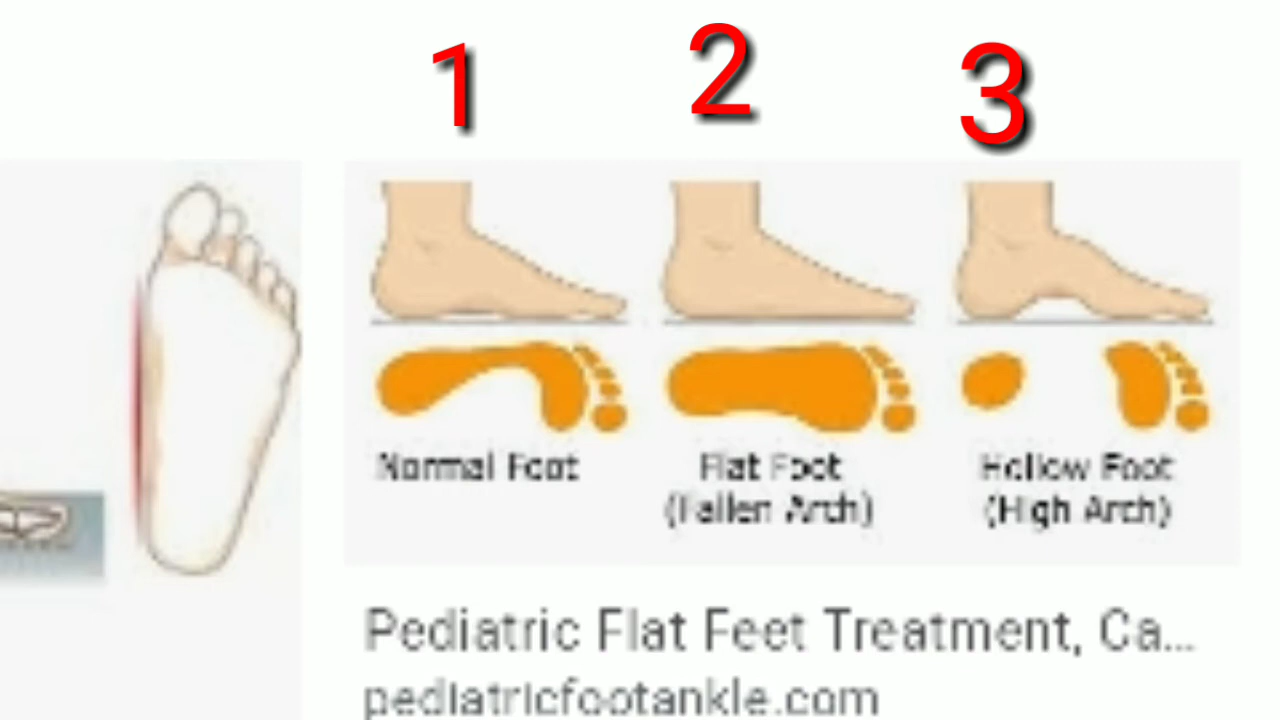 1 2 3
Normal Foot Flat Foot Hollow Foot
(Fallen Arch) (High Arch)
Pediatric Flat Feet Treatment, Ca...
pediatricfootankle.com